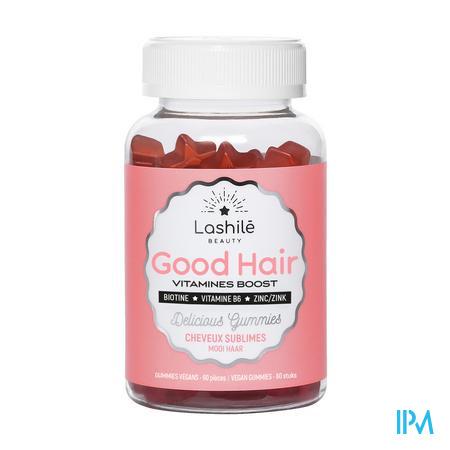 Lashilē
BEAUTY
Good Hair
VITAMINES BOOST
BIOTINE ★ VITAMINE B6 ★ ZINC/ZINK
Delicious Gummies
CHEVEUX SUBLIMES
MOOI HAAR
GUMMIES VEGANS - 60 pièces / VEGAN GUMMIES - 60 stuks
IPM